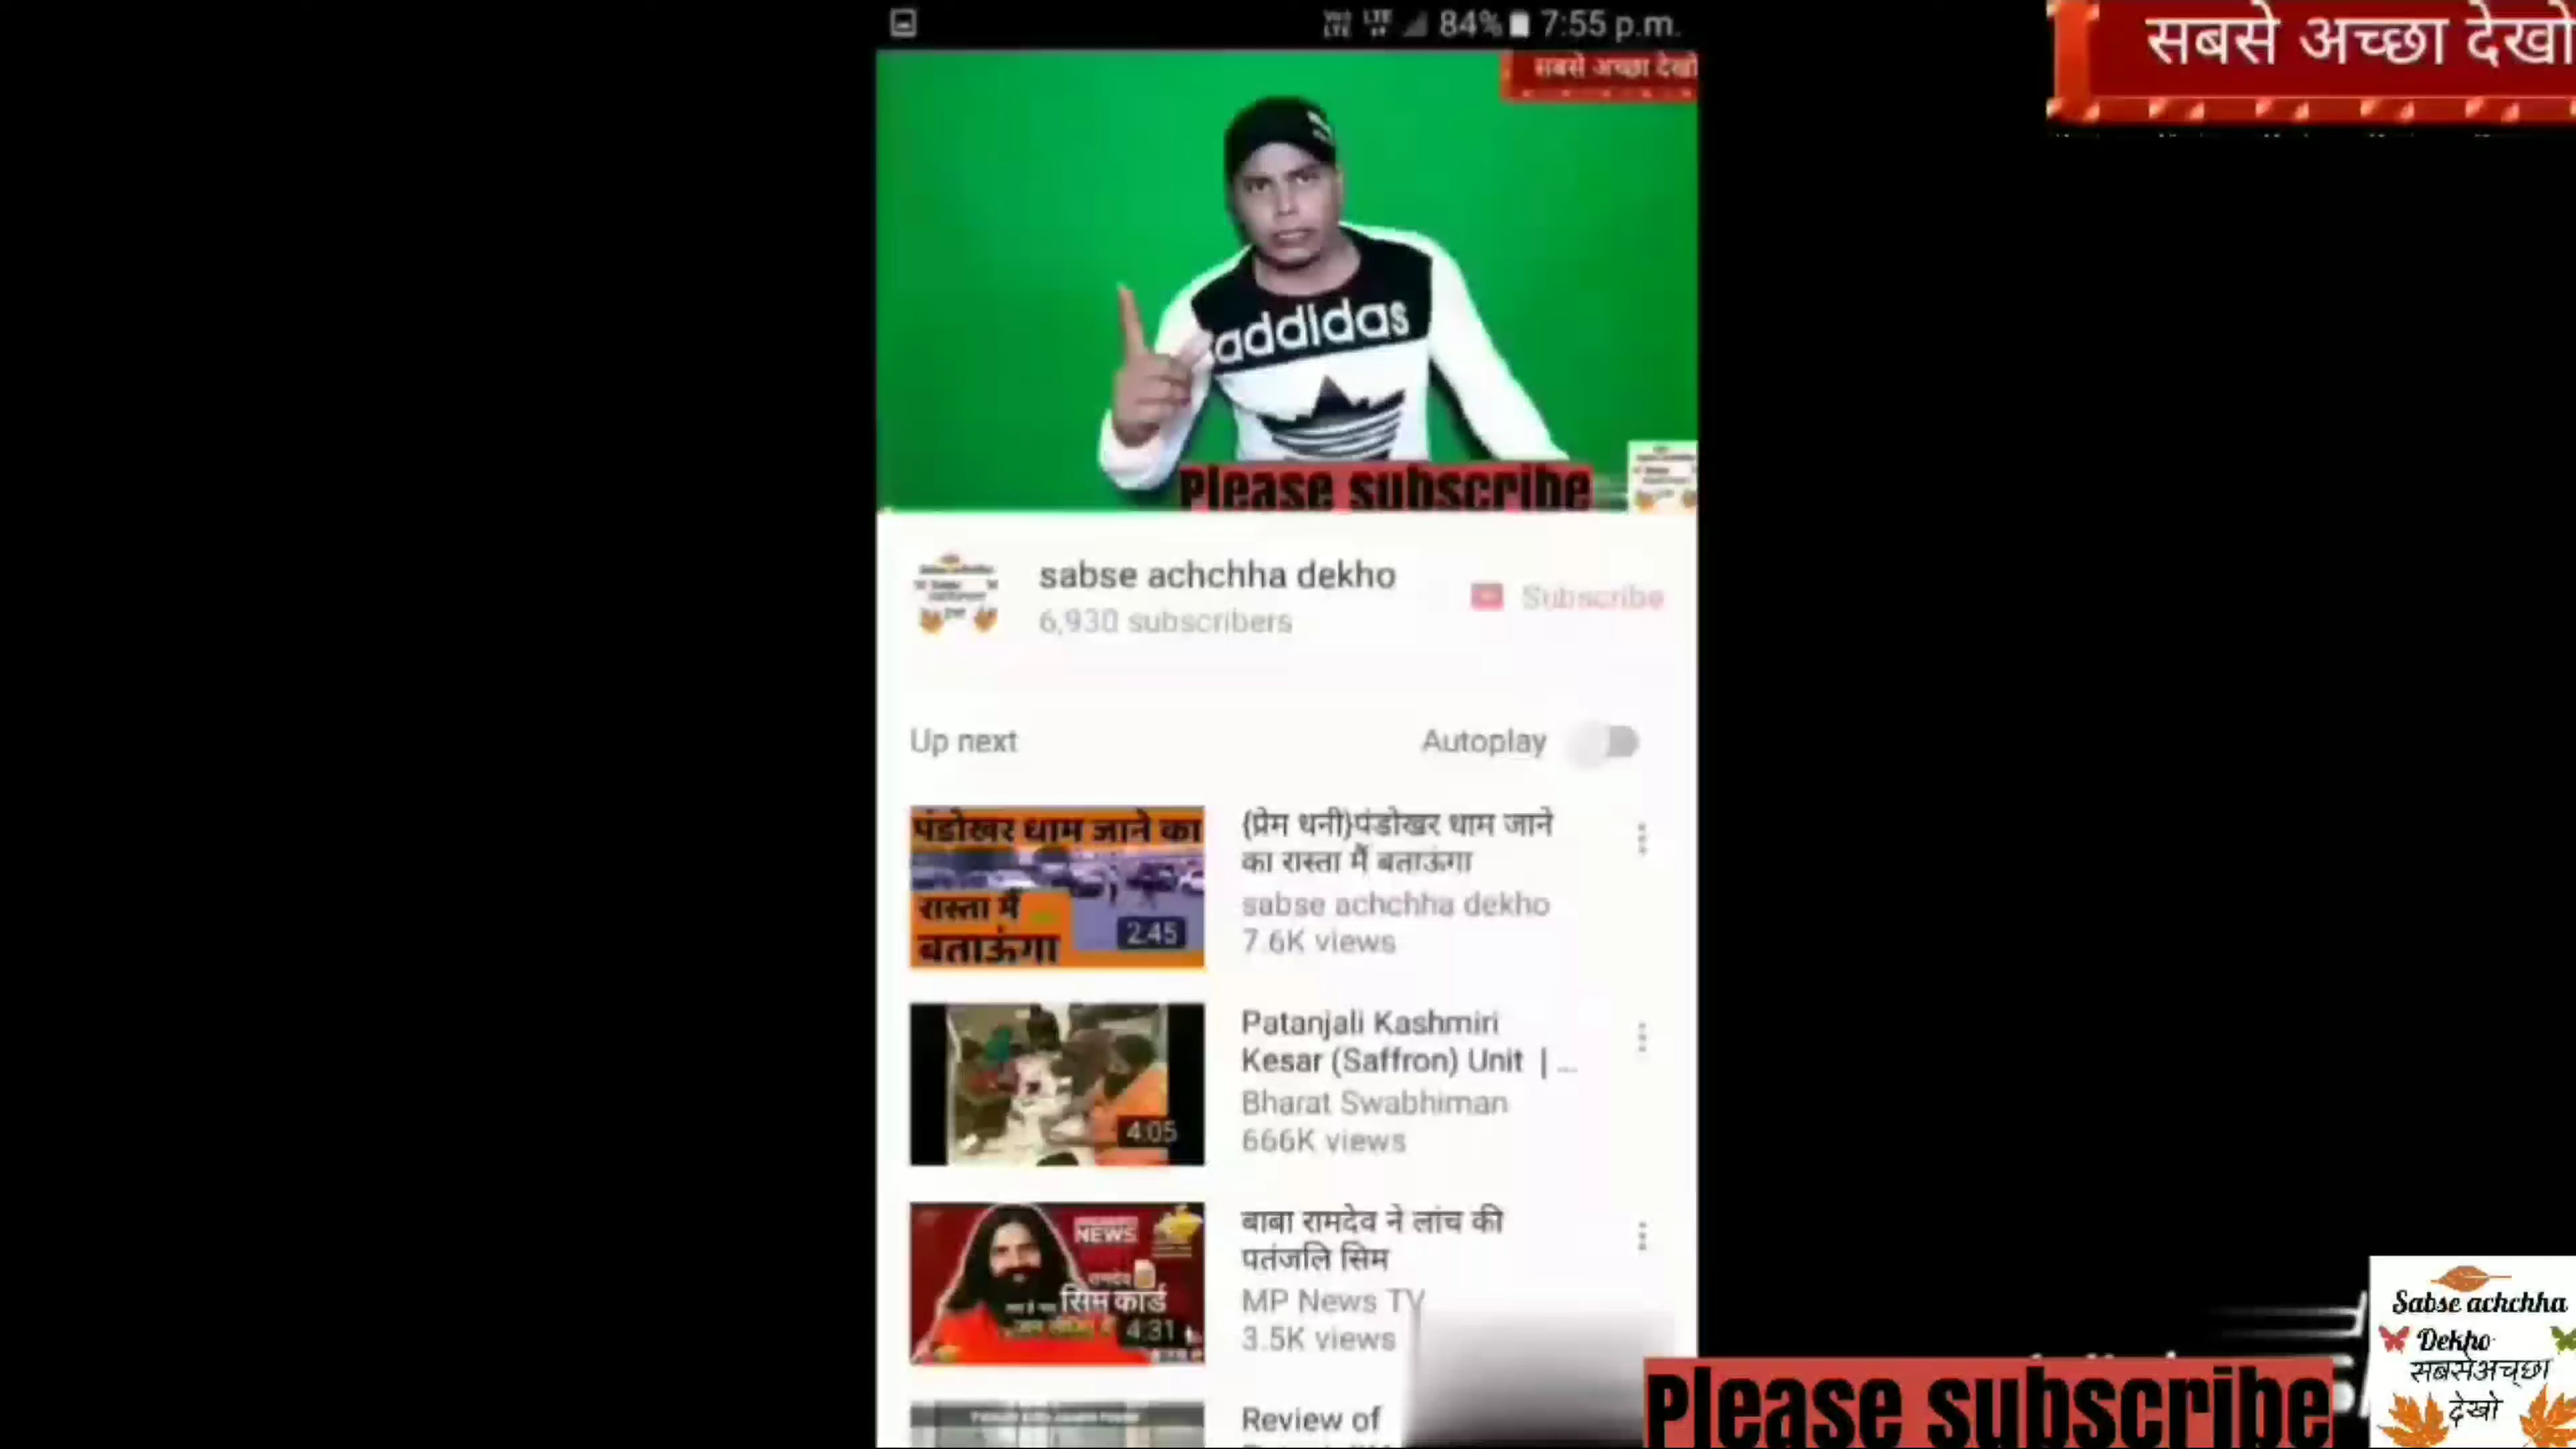 84% 7:55 p.m.
सबसे अच्छा देखो
सबसे अच्छा देखो
addidas
Please subscribe
sabse achchha dekho
6,930 subscribers
Subscribe
Up next
Autoplay
पंडोखर धाम जाने का
रास्ता मैं
बताऊंगा
2:45
(प्रेम धनी)पंडोखर धाम जाने
का रास्ता मैं बताऊंगा
sabse achchha dekho
7.6K views
4:05
Patanjali Kashmiri
Kesar (Saffron) Unit | ...
Bharat Swabhiman
666K views
NEWS
रामदेव
सिम कार्ड
4:31
बाबा रामदेव ने लांच की
पतंजलि सिम
MP News TV
3.5K views
Review of
Please subscribe
Sabse achchha
Dekho
सबसेअच्छा
देखो